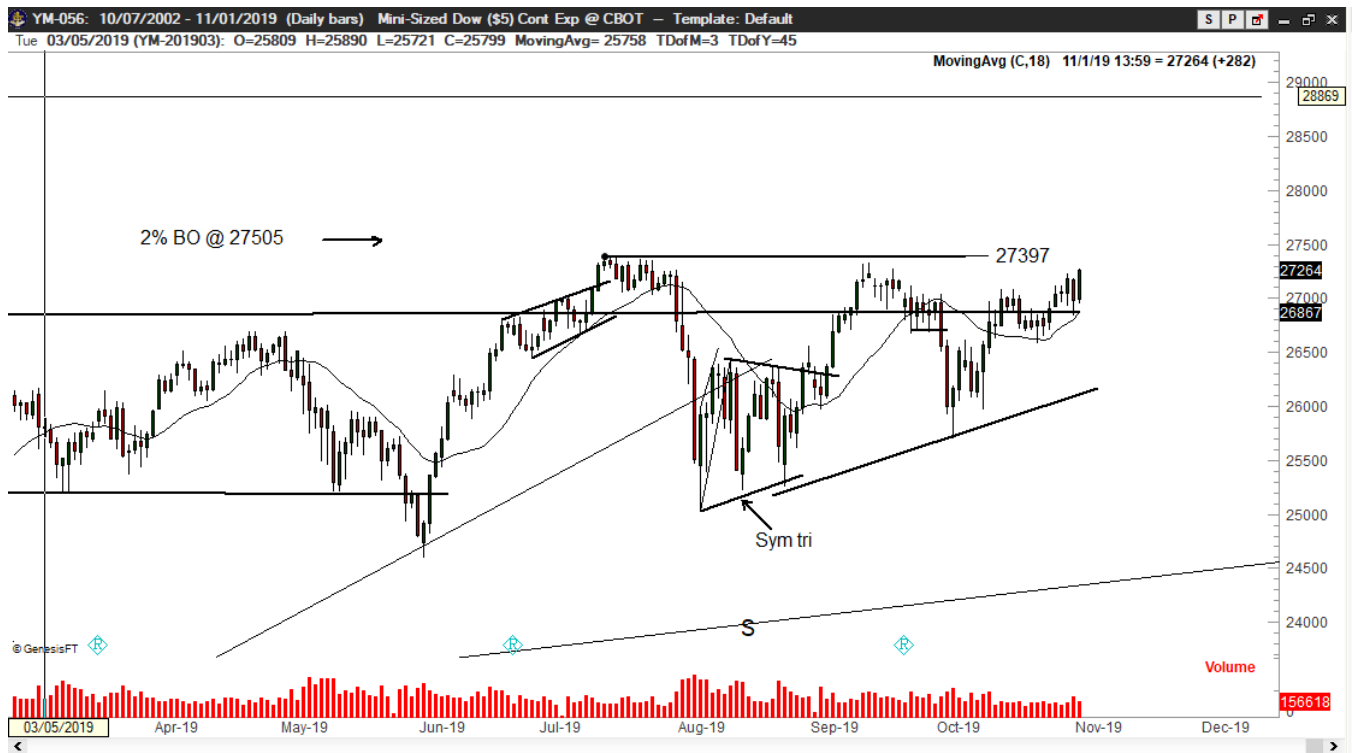 YM-056: 10/07/2002 - 11/01/2019 (Daily bars) Mini-Sized Dow ($5) Cont Exp @ CBOT — Template: Default
S P
Tue 03/05/2019 (YM-201903): O=25809 H=25890 L=25721 C=25799 MovingAvg= 25758 TDofM=3 TDofY=45
MovingAvg (C,18) 11/1/19 13:59 = 27264 (+282)
29000
28869
28500
28000
2% BO @ 27505
27500
27397
27264
27000
26867
26500
26000
25500
25000
Sym tri
24500
24000
S
R R R
© GenesisFT
Volume
156618
0
03/05/2019 Apr-19 May-19 Jun-19 Jul-19 Aug-19 Sep-19 Oct-19 Nov-19 Dec-19